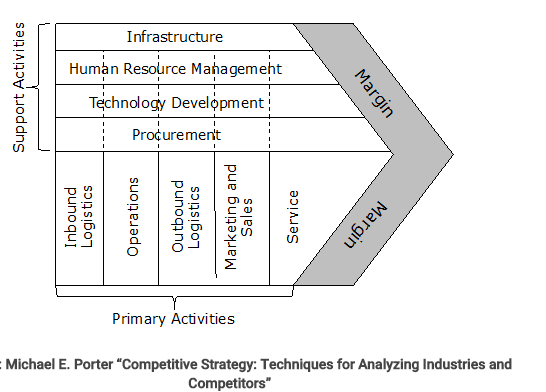 Support Activities
Infrastructure
Human Resource Management
Technology Development
Procurement
Margin
Margin
Inbound
Logistics
Operations
Outbound
Logistics
Marketing and
Sales
Service
Primary Activities
: Michael E. Porter “Competitive Strategy: Techniques for Analyzing Industries and
Competitors”